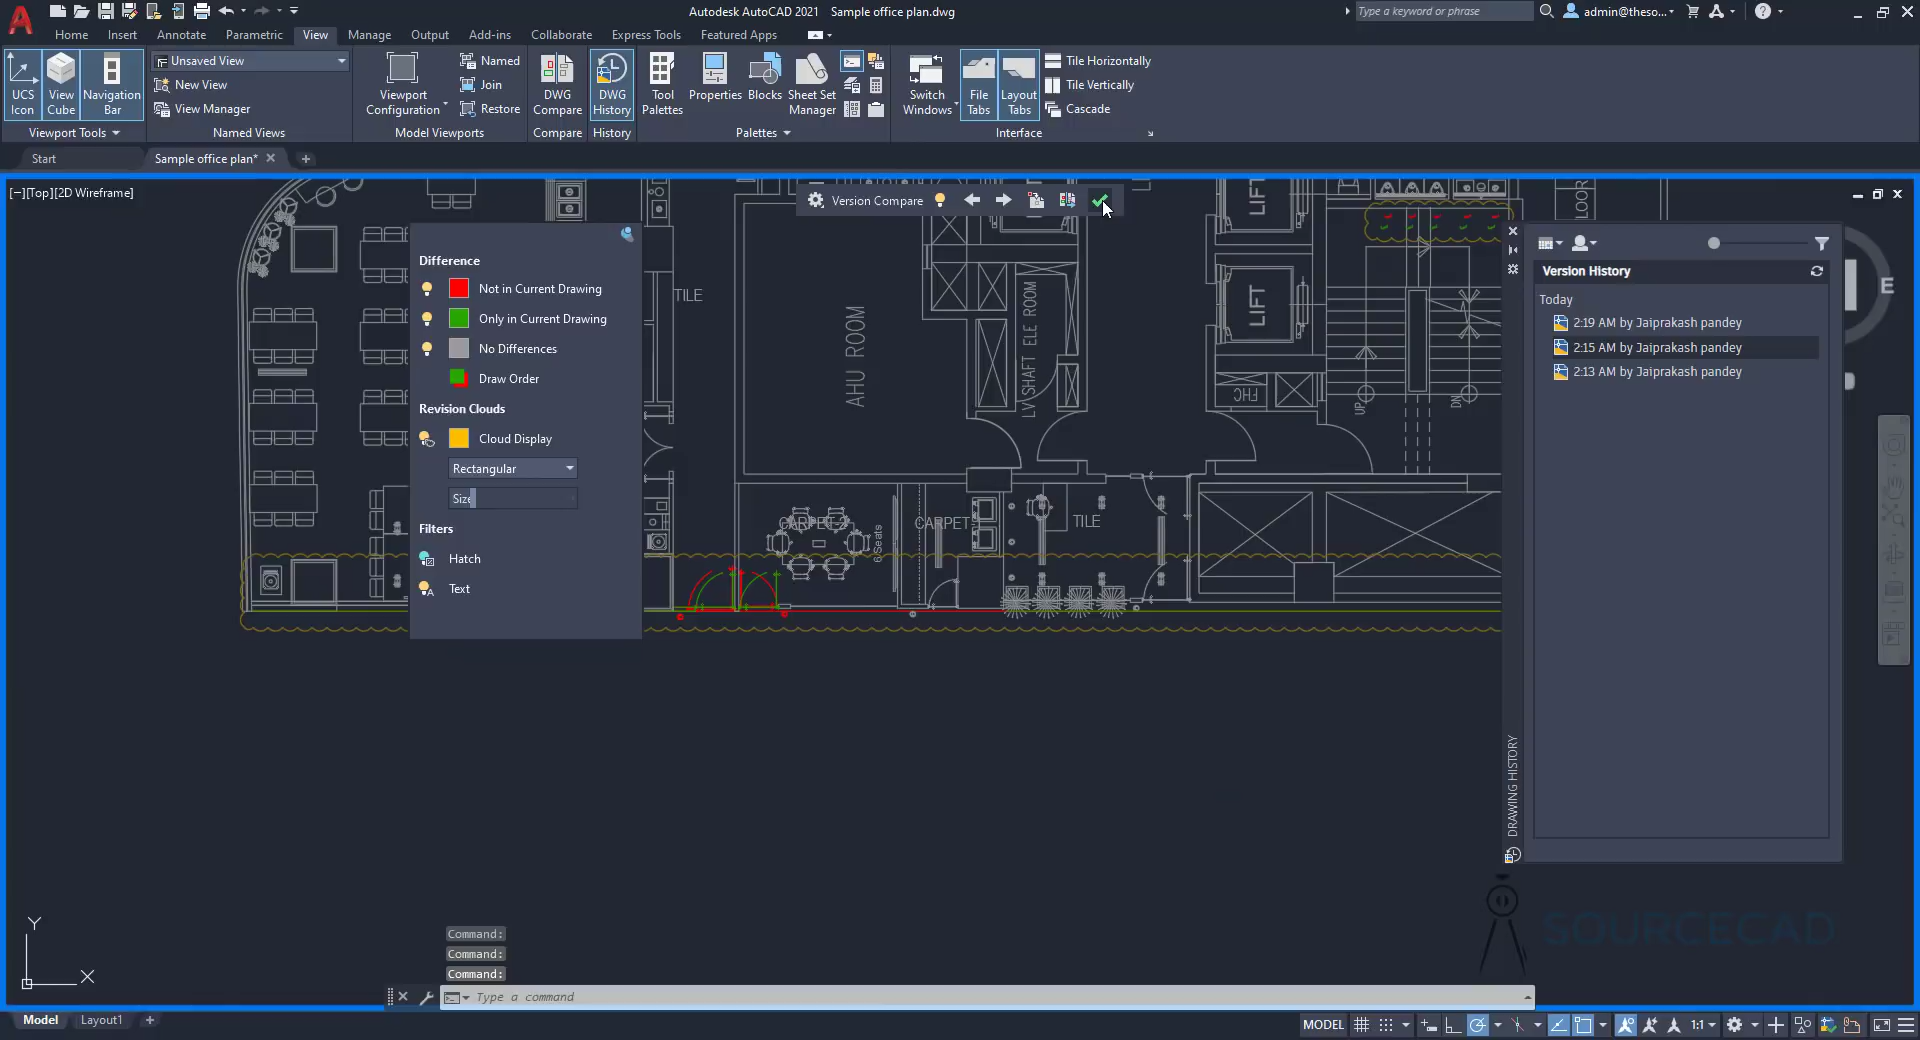 Autodesk AutoCAD 2021 Sample office plan.dwg
Type a keyword or phrase
admin@theso...
Home Insert Annotate Parametric View Manage Output Add-ins Collaborate Express Tools Featured Apps
UCS Icon
View Cube
Navigation Bar
Viewport Tools
Unsaved View
New View
View Manager
Named Views
Viewport Configuration
Named
Join
Restore
Model Viewports
DWG Compare
Compare
DWG History
History
Tool Palettes
Properties
Blocks
Sheet Set Manager
Palettes
Switch Windows
File Tabs
Layout Tabs
Tile Horizontally
Tile Vertically
Cascade
Interface
Start
Sample office plan*
[−][Top][2D Wireframe]
Version Compare
Difference
Not in Current Drawing
Only in Current Drawing
No Differences
Draw Order
Revision Clouds
Cloud Display
Rectangular
Size
Filters
Hatch
Text
TILE
AHU ROOM
LV SHAFT ELE ROOM
LIFT
LIFT
LIFT
FHC
UP
DN
FLOOR
CARPET-2
6 Seats
CARPET
TILE
E
Version History
Today
2:19 AM by Jaiprakash pandey
2:15 AM by Jaiprakash pandey
2:13 AM by Jaiprakash pandey
DRAWING HISTORY
SOURCECAD
Y
X
Command:
Command:
Command:
Type a command
Model Layout1
MODEL
1:1